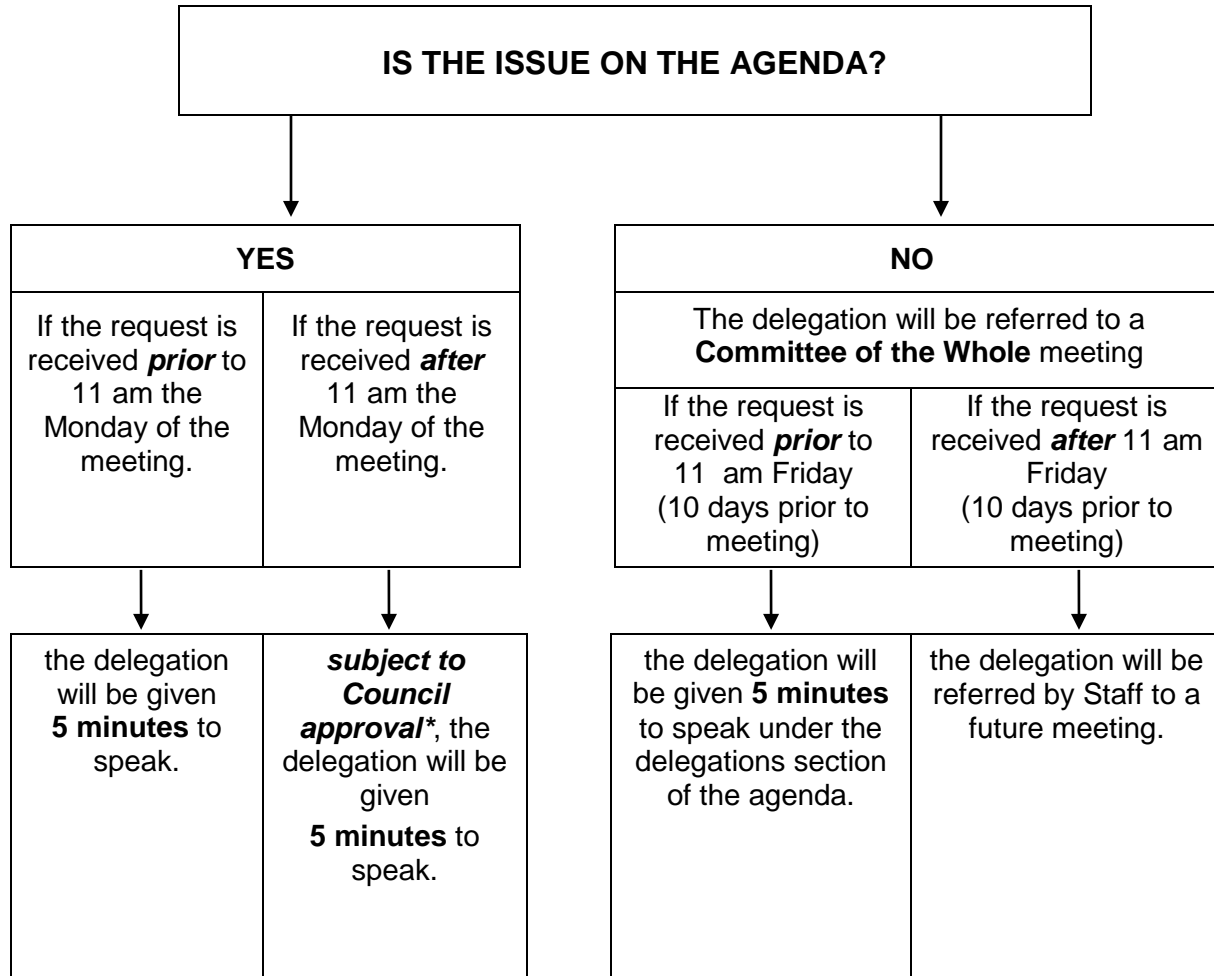 IS THE ISSUE ON THE AGENDA?
YES
If the request is
received prior to
11 am the
Monday of the
meeting.
If the request is
received after
11 am the
Monday of the
meeting.
the delegation
will be given
5 minutes to
speak.
subject to
Council
approval*, the
delegation will be
given
5 minutes to
speak.
NO
The delegation will be referred to a
Committee of the Whole meeting
If the request is
received prior to
11 am Friday
(10 days prior to
meeting)
If the request is
received after 11 am
Friday
(10 days prior to
meeting)
the delegation will
be given 5 minutes
to speak under the
delegations section
of the agenda.
the delegation will be
referred by Staff to a
future meeting.